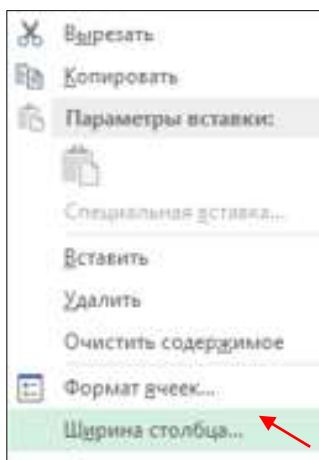 Вырезать
Копировать
Параметры вставки:
Специальная вставка...
Вставить
Удалить
Очистить содержимое
Формат ячеек...
Ширина столбца...